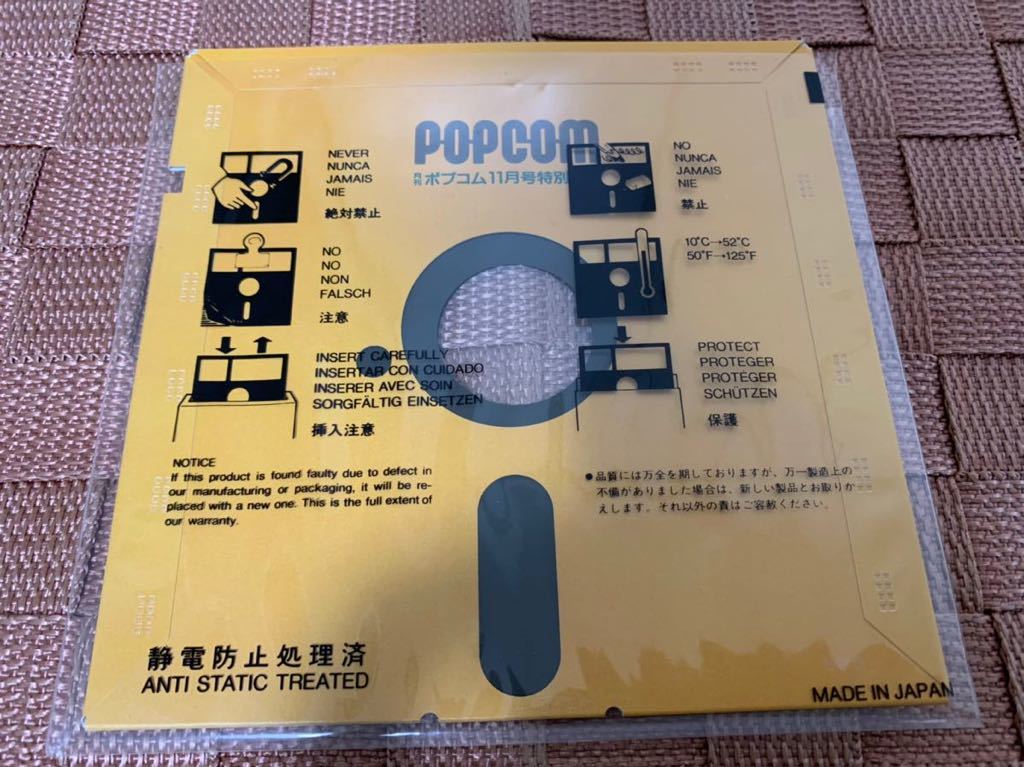 POPCOM
月刊 ポプコム11月号特別
NEVER
NUNCA
JAMAIS
NIE
絶対禁止
NO
NUNCA
JAMAIS
NIE
禁止
NO
NO
NON
FALSCH
注意
10°C→52°C
50°F→125°F
INSERT CAREFULLY
INSERTAR CON CUIDADO
INSERER AVEC SOIN
SORGFÄLTIG EINSETZEN
挿入注意
PROTECT
PROTEGER
PROTÉGER
SCHÜTZEN
保護
NOTICE
If this product is found faulty due to defect in
our manufacturing or packaging, it will be re-
placed with a new one. This is the full extent of
our warranty.
●品質には万全を期しておりますが、万一製造上の
不備がありました場合は、新しい製品とお取りか
えします。それ以外の責はご容赦ください。
静電防止処理済
ANTI STATIC TREATED
MADE IN JAPAN